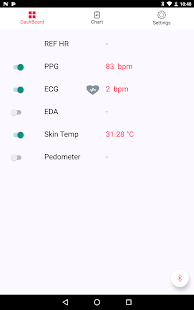 10:48
DashBoard Chart Settings
REF HR -
PPG 83 bpm
ECG 2 bpm
EDA -
Skin Temp 31.28 °C
Pedometer -